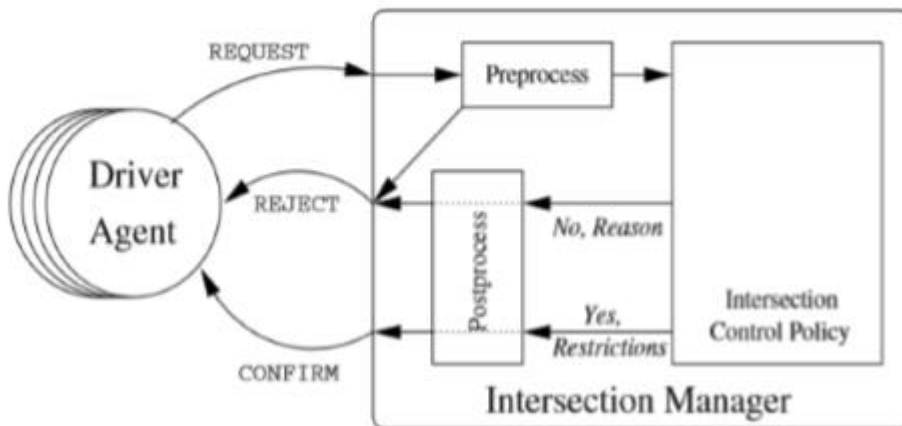 REQUEST
Preprocess
Driver
Agent
REJECT
No, Reason
Postprocess
Yes,
Restrictions
Intersection
Control Policy
CONFIRM
Intersection Manager